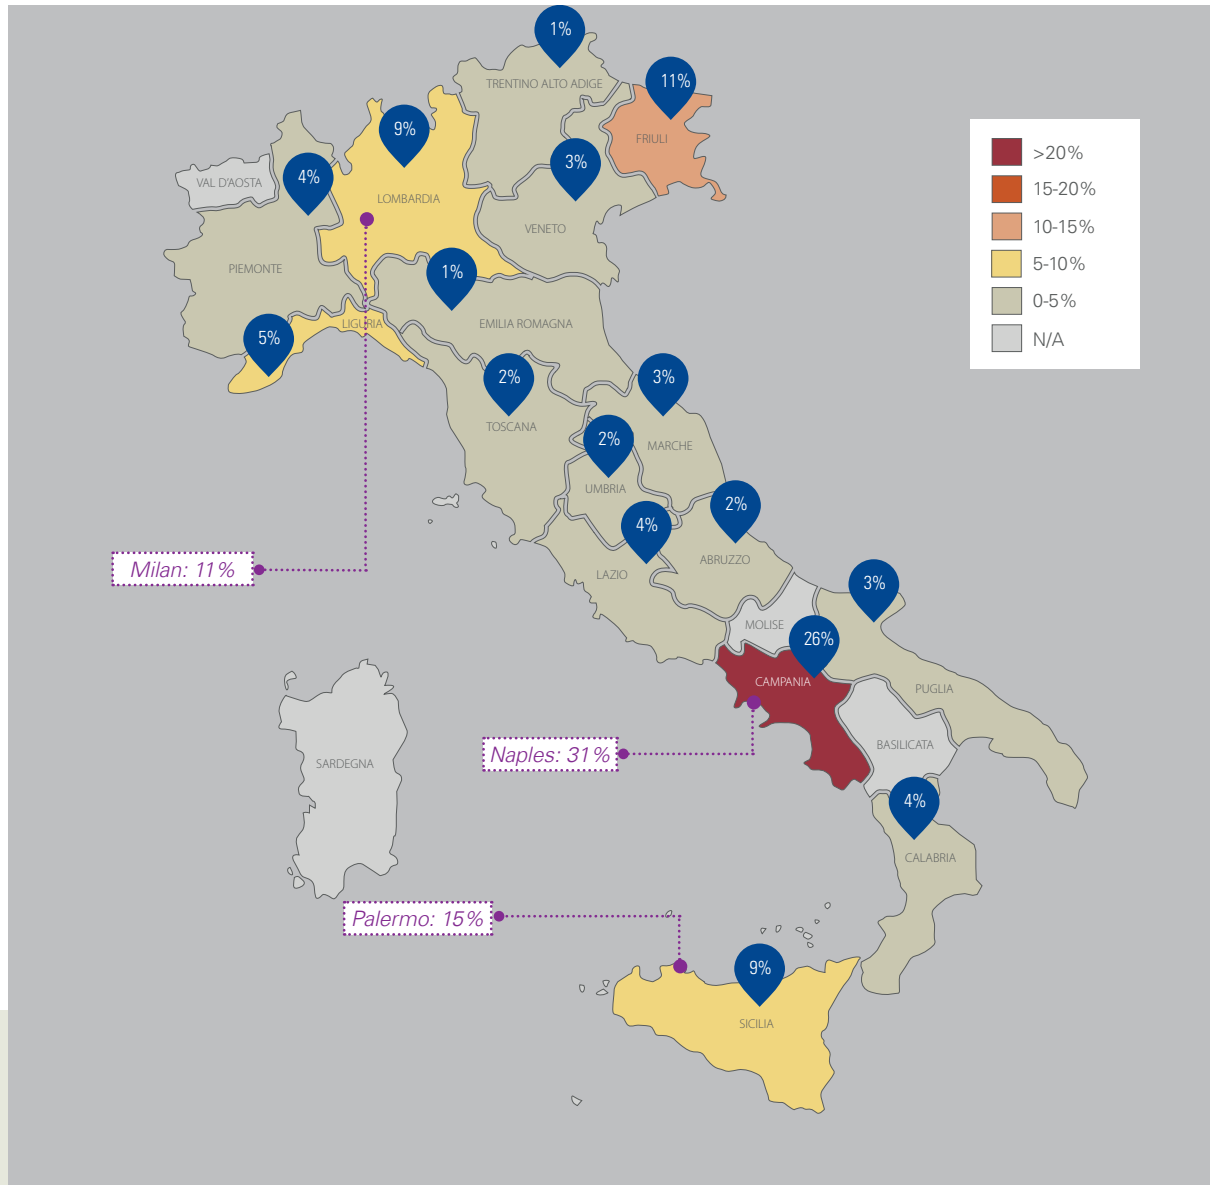 1%
TRENTINO ALTO ADIGE
11%
FRIULI
9%
LOMBARDIA
3%
VENETO
VAL D'AOSTA
4%
PIEMONTE
1%
EMILIA ROMAGNA
5%
LIGURIA
2%
TOSCANA
3%
MARCHE
2%
UMBRIA
4%
LAZIO
2%
ABRUZZO
Milan: 11%
3%
PUGLIA
MOLISE
26%
CAMPANIA
Naples: 31%
BASILICATA
SARDEGNA
4%
CALABRIA
Palermo: 15%
9%
SICILIA
>20%
15-20%
10-15%
5-10%
0-5%
N/A